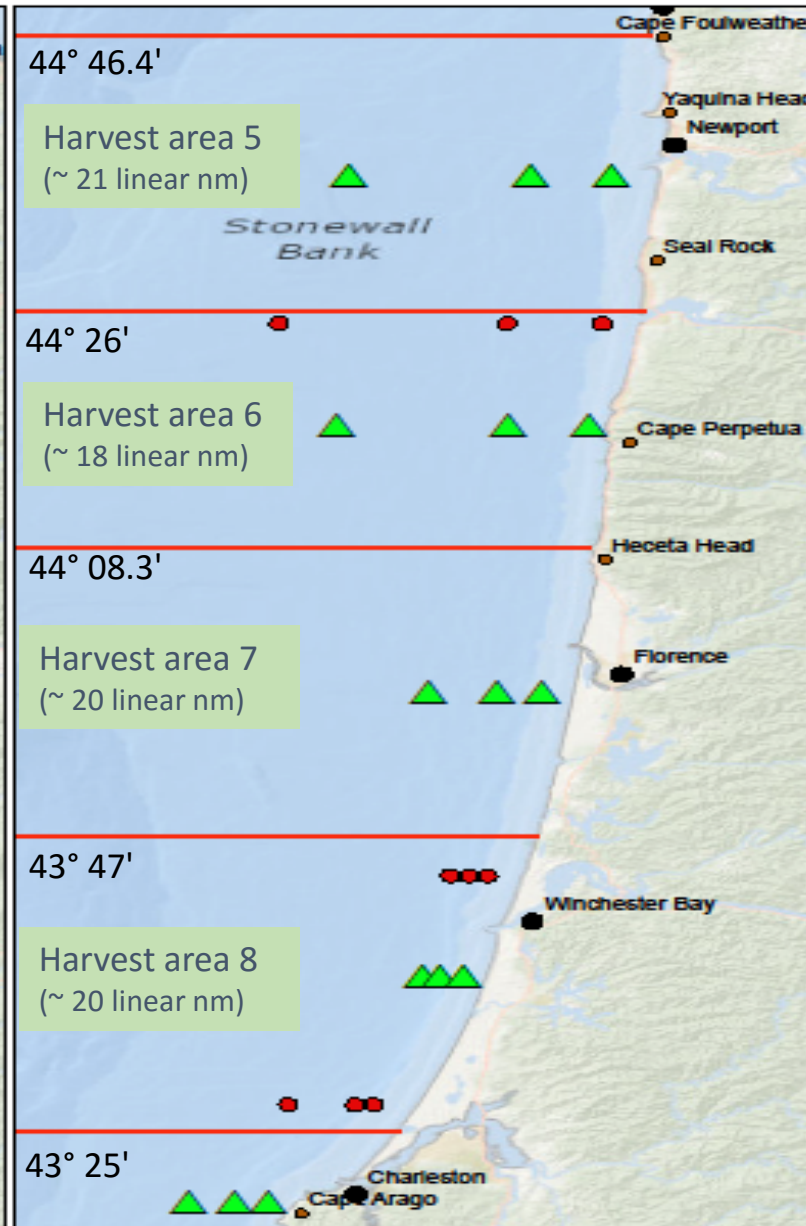 Cape Foulweathe
44° 46.4'
Yaquina Head
Newport
Harvest area 5
(~ 21 linear nm)
Stonewall
Bank
Seal Rock
44° 26'
Harvest area 6
(~ 18 linear nm)
Cape Perpetua
Heceta Head
44° 08.3'
Harvest area 7
(~ 20 linear nm)
Florence
43° 47'
Winchester Bay
Harvest area 8
(~ 20 linear nm)
43° 25'
Charleston
Cape Arago